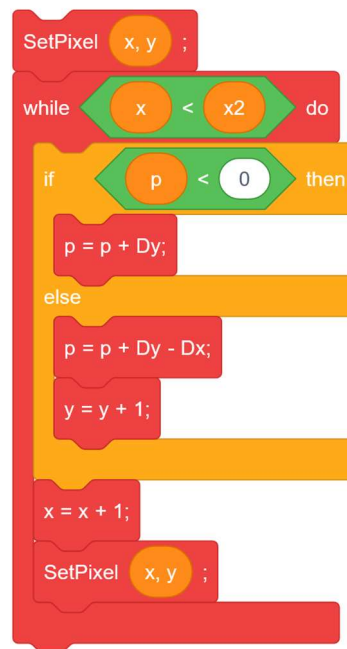 SetPixel x, y ;
while x < x2 do
if p < 0 then
p = p + Dy;
else
p = p + Dy - Dx;
y = y + 1;
x = x + 1;
SetPixel x, y ;